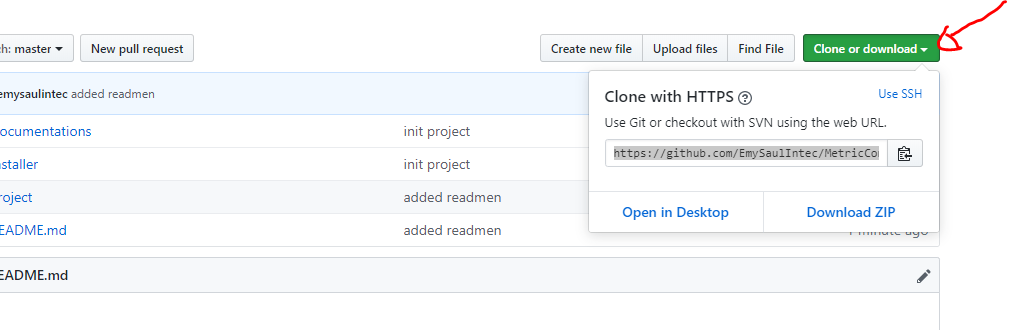 ch: master New pull request Create new file Upload files Find File Clone or download
emysaulintec added readmen
Clone with HTTPS Use SSH
ocumentations init project
Use Git or checkout with SVN using the web URL.
nstaller init project
https://github.com/EmySaulIntec/MetricCo
roject added readmen
Open in Desktop Download ZIP
EADME.md added readmen 1 minute ago
EADME.md